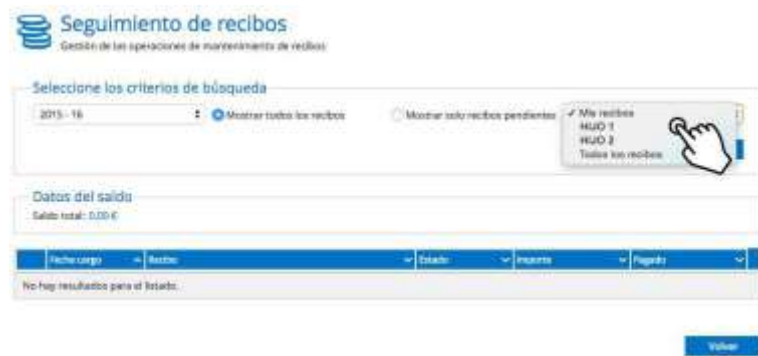 Seguimiento de recibos
Gestión de las operaciones de mantenimiento de recibos
Seleccione los criterios de búsqueda
2015 - 16
Mostrar todos los recibos
Mostrar solo recibos pendientes
✓ Mis recibos
HIJO 1
HIJO 2
Todos los recibos
Datos del saldo
Saldo total: 0,00 €
Fecha cargo
Recibo
Estado
Importe
Pagado
No hay resultados para el listado.
Volver